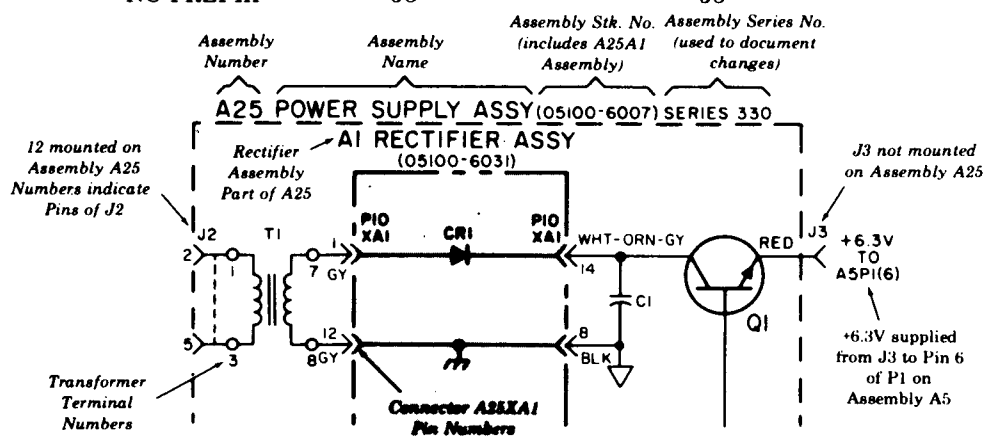 Assembly Number
Assembly Name
Assembly Stk. No. (includes A25A1 Assembly)
Assembly Series No. (used to document changes)
A25 POWER SUPPLY ASSY (05100-6007) SERIES 330
A1 RECTIFIER ASSY
(05100-6031)
12 mounted on
Assembly A25
Numbers indicate
Pins of J2
Rectifier
Assembly
Part of A25
J3 not mounted
on Assembly A25
J2
T1
P10
XA1
CR1
P10
XA1
WHT-ORN-GY
RED
J3
+6.3V
TO
A5P1(6)
2
1
7
1
GY
14
C1
Q1
5
3
8
12
GY
8
BLK
+6.3V supplied
from J3 to Pin 6
of P1 on
Assembly A5
Transformer
Terminal
Numbers
Connector A25XA1
Pin Numbers